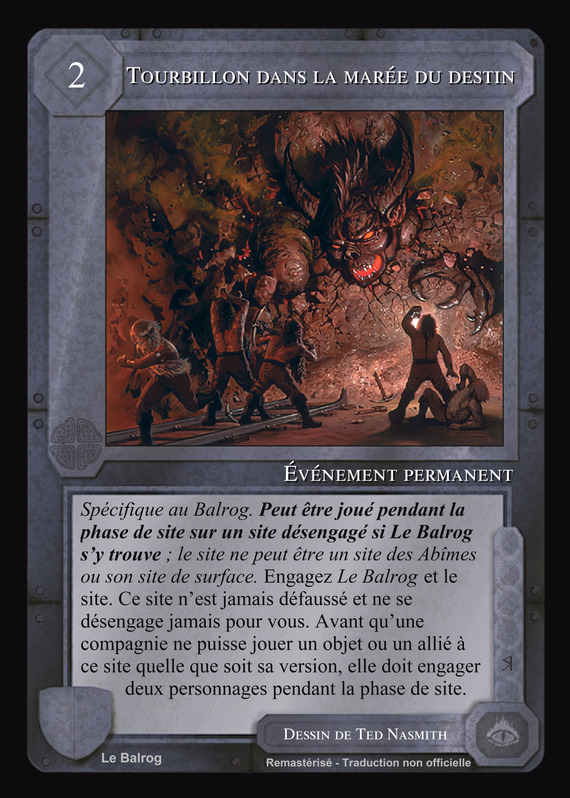 2
Tourbillon dans la marée du destin
Événement permanent
Spécifique au Balrog. Peut être joué pendant la
phase de site sur un site désengagé si Le Balrog
s’y trouve ; le site ne peut être un site des Abîmes
ou son site de surface. Engagez Le Balrog et le
site. Ce site n’est jamais défaussé et ne se
désengage jamais pour vous. Avant qu’une
compagnie ne puisse jouer un objet ou un allié à
ce site quelle que soit sa version, elle doit engager
deux personnages pendant la phase de site.
Dessin de Ted Nasmith
Le Balrog
Remastérisé - Traduction non officielle